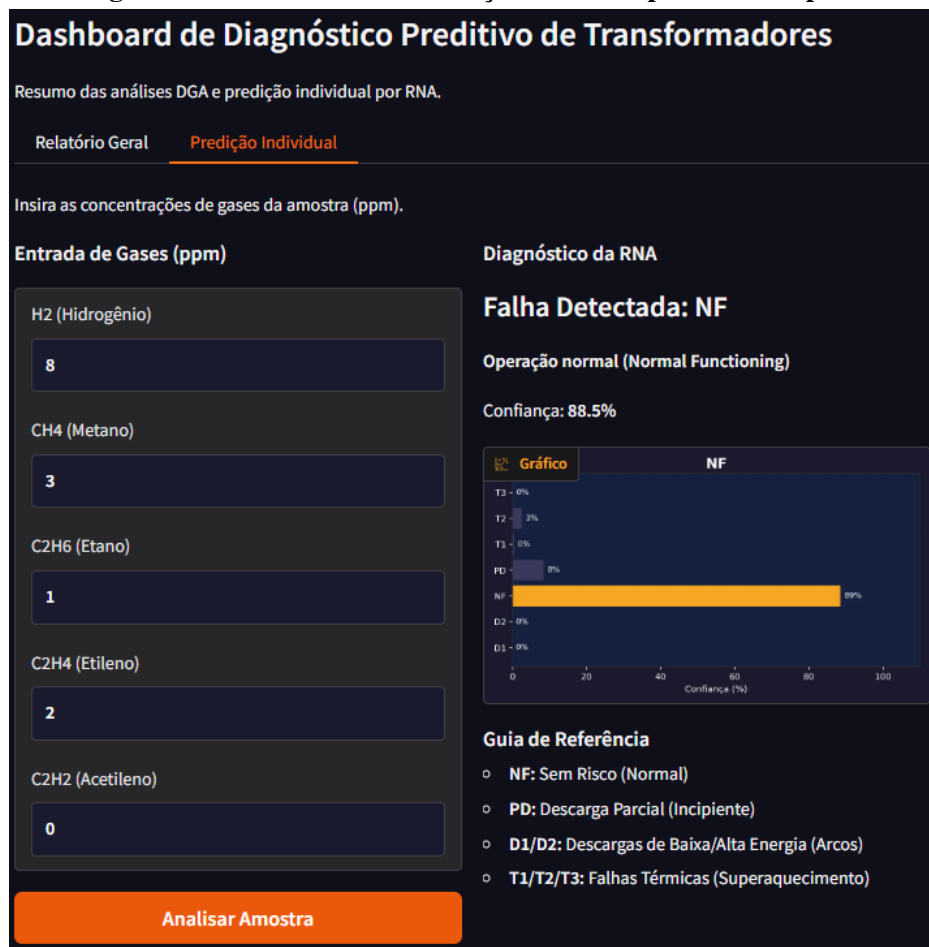 Dashboard de Diagnóstico Preditivo de Transformadores
Resumo das análises DGA e predição individual por RNA.
Relatório Geral
Predição Individual
Insira as concentrações de gases da amostra (ppm).
Entrada de Gases (ppm)
H2 (Hidrogênio)
8
CH4 (Metano)
3
C2H6 (Etano)
1
C2H4 (Etileno)
2
C2H2 (Acetileno)
0
Analisar Amostra
Diagnóstico da RNA
Falha Detectada: NF
Operação normal (Normal Functioning)
Confiança: 88.5%
Gráfico
NF
T3 0%
T2 3%
T1 0%
PD 8%
NF 89%
D2 0%
D1 0%
0 20 40 60 80 100
Confiança (%)
Guia de Referência
NF: Sem Risco (Normal)
PD: Descarga Parcial (Incipiente)
D1/D2: Descargas de Baixa/Alta Energia (Arcos)
T1/T2/T3: Falhas Térmicas (Superaquecimento)